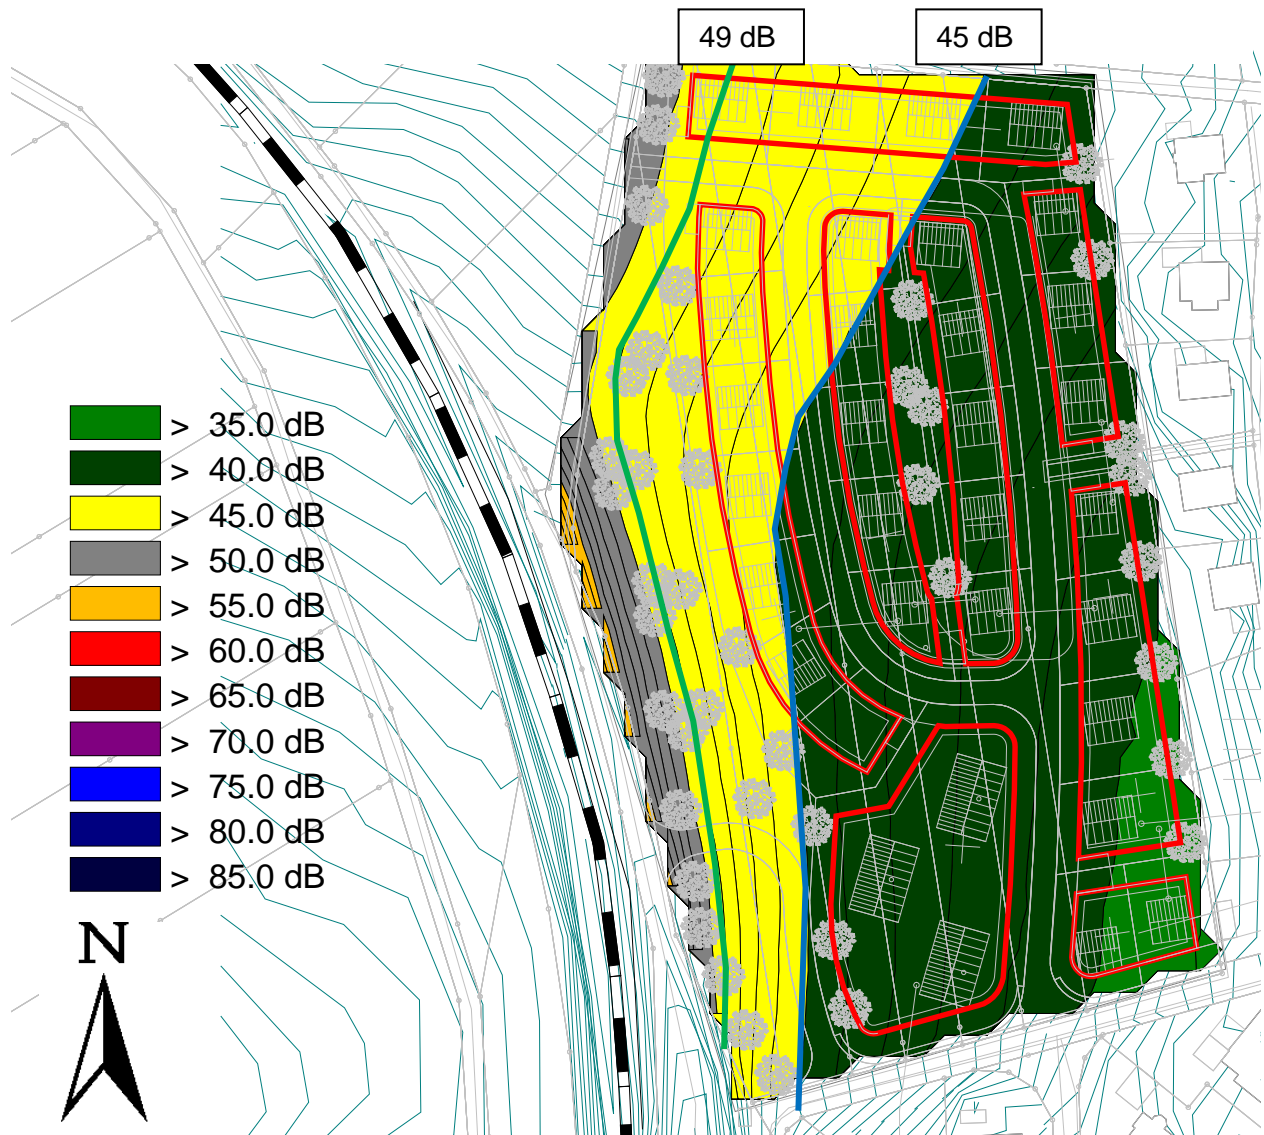 49 dB
45 dB
> 35.0 dB
> 40.0 dB
> 45.0 dB
> 50.0 dB
> 55.0 dB
> 60.0 dB
> 65.0 dB
> 70.0 dB
> 75.0 dB
> 80.0 dB
> 85.0 dB
N